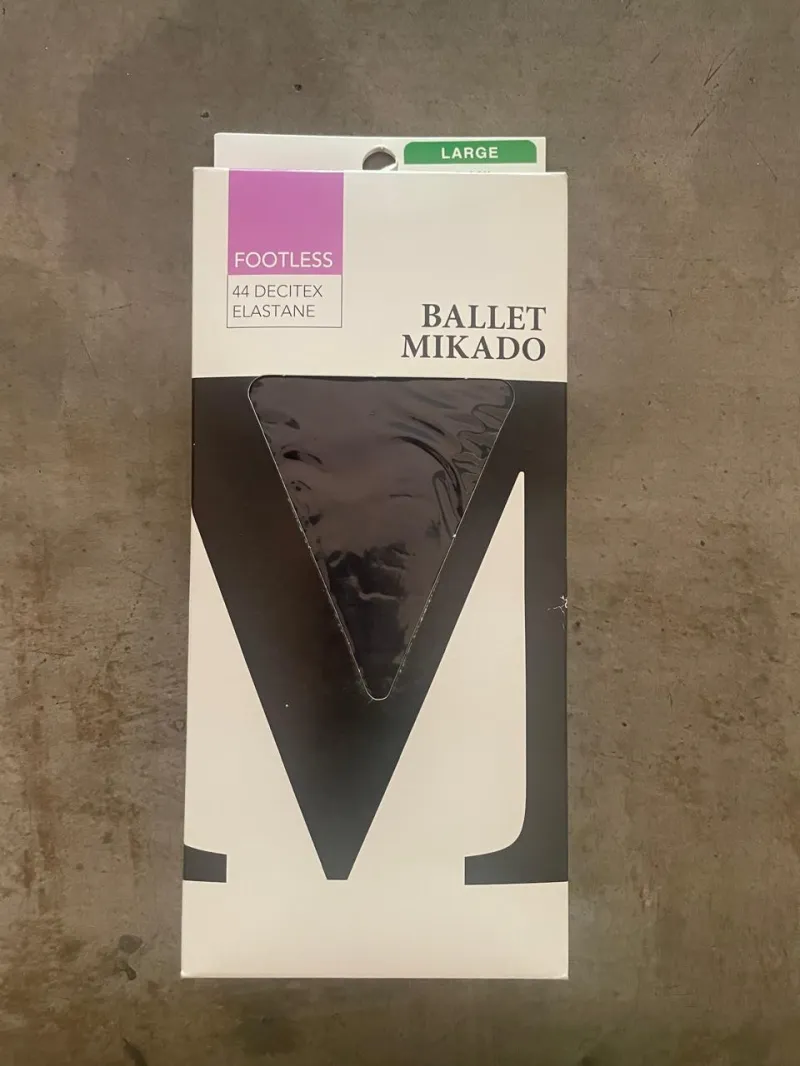 LARGE
FOOTLESS
44 DECITEX
ELASTANE
BALLET
MIKADO
M